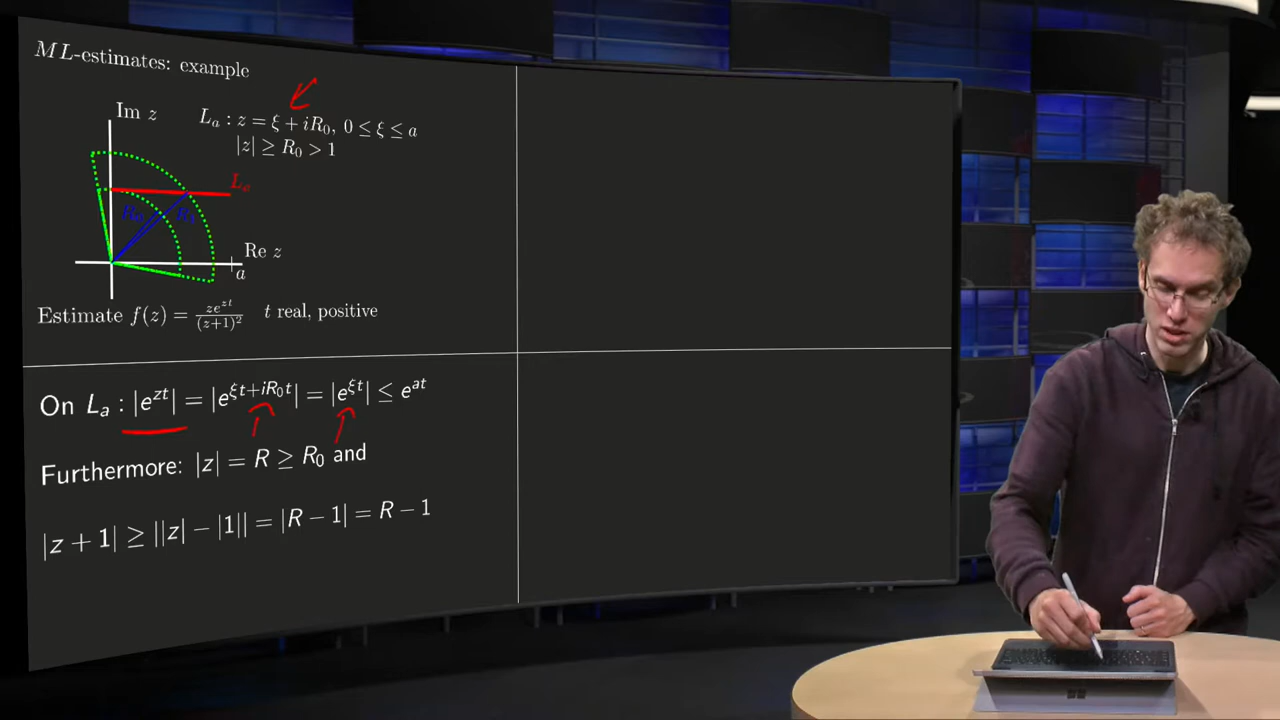 ML-estimates: example
Im z
L_a : z = ξ + iR_0, 0 ≤ ξ ≤ a
|z| ≥ R_0 > 1
L_a
R_0
Re z
a
Estimate f(z) = ze^{zt}/(z+1)^2 t real, positive
On L_a : |e^{zt}| = |e^{ξt+iR_0t}| = |e^{ξt}| ≤ e^{at}
Furthermore: |z| = R ≥ R_0 and
|z + 1| ≥ ||z| − |1|| = |R − 1| = R − 1